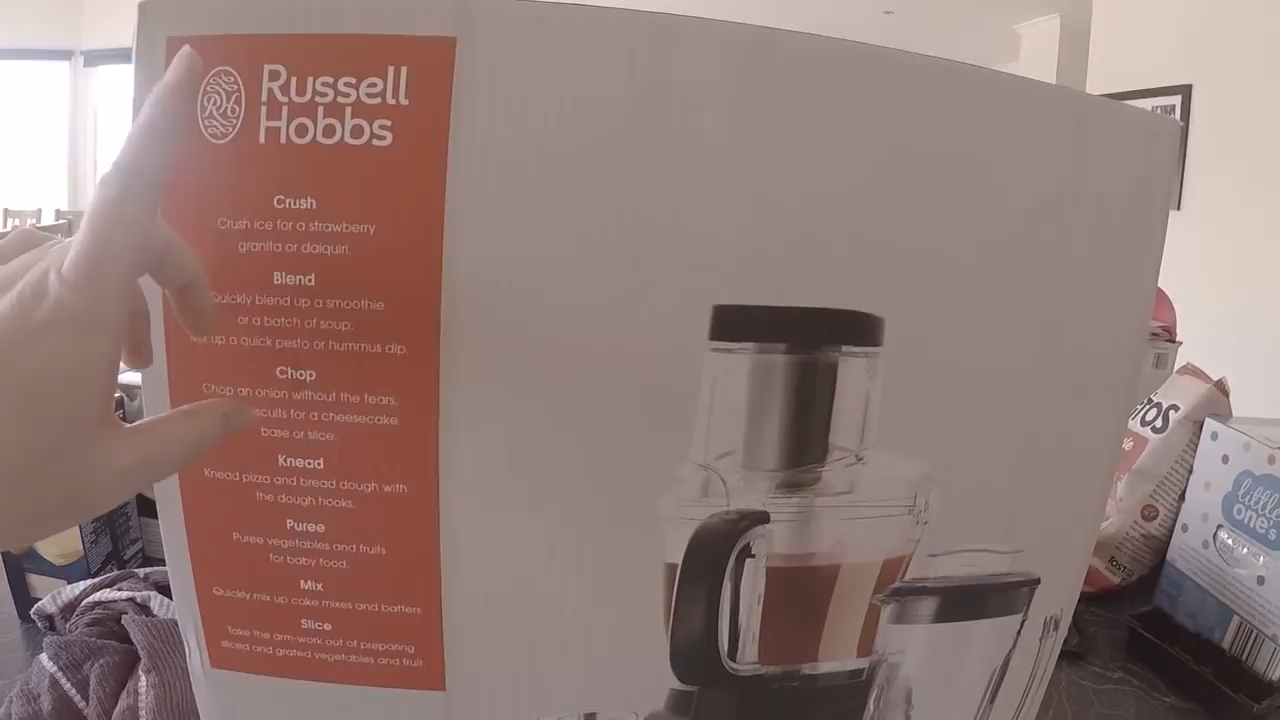 Russell
Hobbs
RH
Crush
Crush ice for a strawberry
granita or daiquiri.
Blend
Quickly blend up a smoothie
or a batch of soup.
up a quick pesto or hummus dip.
Chop
Chop an onion without the tears,
for a cheesecake
base or slice.
Knead
Knead pizza and bread dough with
the dough hooks.
Puree
Puree vegetables and fruits
for baby food.
Mix
Quickly mix up cake mixes and batters
Slice
Take the arm-work out of preparing
sliced and grated vegetables and fruit.
little
one's